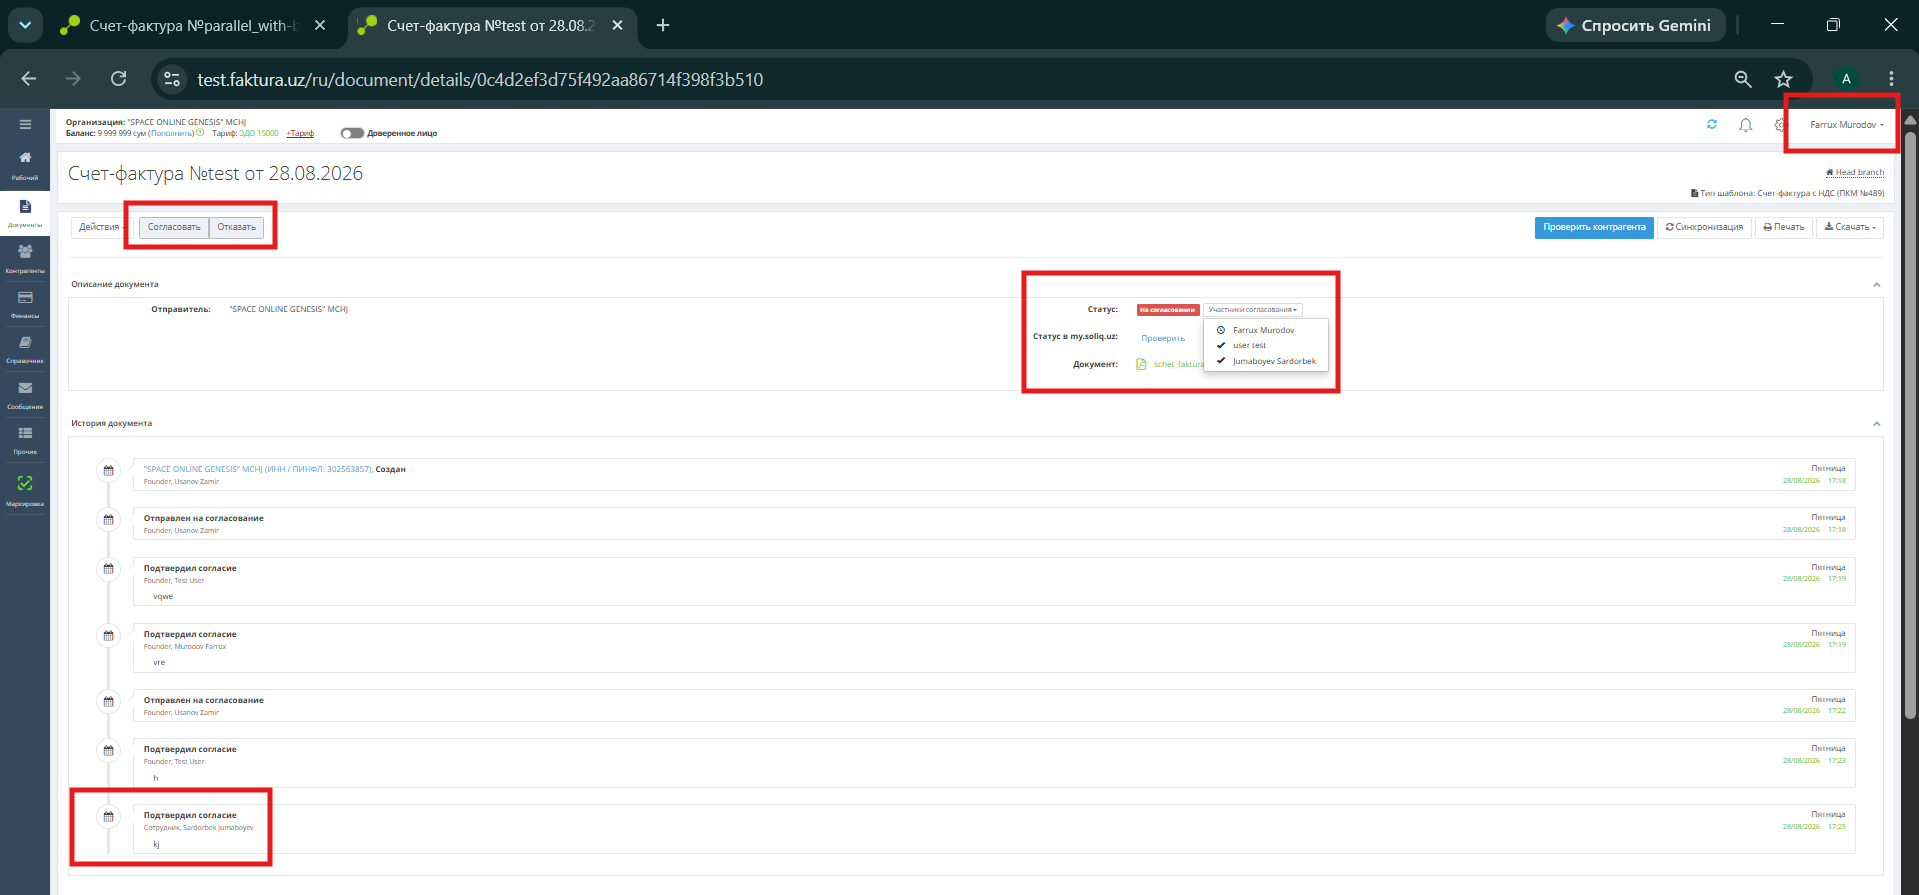 Счет-фактура №parallel_with-b
Счет-фактура №test от 28.08.2
Спросить Gemini
test.faktura.uz/ru/document/details/0c4d2ef3d75f492aa86714f398f3b510
A
Организация: "SPACE ONLINE GENESIS" MCHJ
Баланс: 9 999 999 сум (Пополнить) Тариф: ЭДО 15000 +Тариф
Доверенное лицо
Farrux Murodov
Рабочий
Документы
Контрагенты
Финансы
Справочник
Сообщения
Прочие
Маркировка
Счет-фактура №test от 28.08.2026
Head branch
Тип шаблона: Счет-фактура с НДС (ПКМ №489)
Действия
Согласовать
Отказать
Проверить контрагента
Синхронизация
Печать
Скачать
Описание документа
Отправитель: "SPACE ONLINE GENESIS" MCHJ
Статус: На согласовании Участники согласования
Farrux Murodov
user test
Jumaboyev Sardorbek
Статус в my.soliq.uz: Проверить
Документ: schet_faktura
История документа
"SPACE ONLINE GENESIS" MCHJ (ИНН / ПИНФЛ: 302563857), Создан
Founder, Usanov Zamir
Пятница
28/08/2026 17:18
Отправлен на согласование
Founder, Usanov Zamir
Пятница
28/08/2026 17:18
Подтвердил согласие
Founder, Test User
vqwe
Пятница
28/08/2026 17:19
Подтвердил согласие
Founder, Murodov Farrux
vre
Пятница
28/08/2026 17:19
Отправлен на согласование
Founder, Usanov Zamir
Пятница
28/08/2026 17:22
Подтвердил согласие
Founder, Test User
h
Пятница
28/08/2026 17:23
Подтвердил согласие
Сотрудник, Sardorbek Jumaboyev
kj
Пятница
28/08/2026 17:25